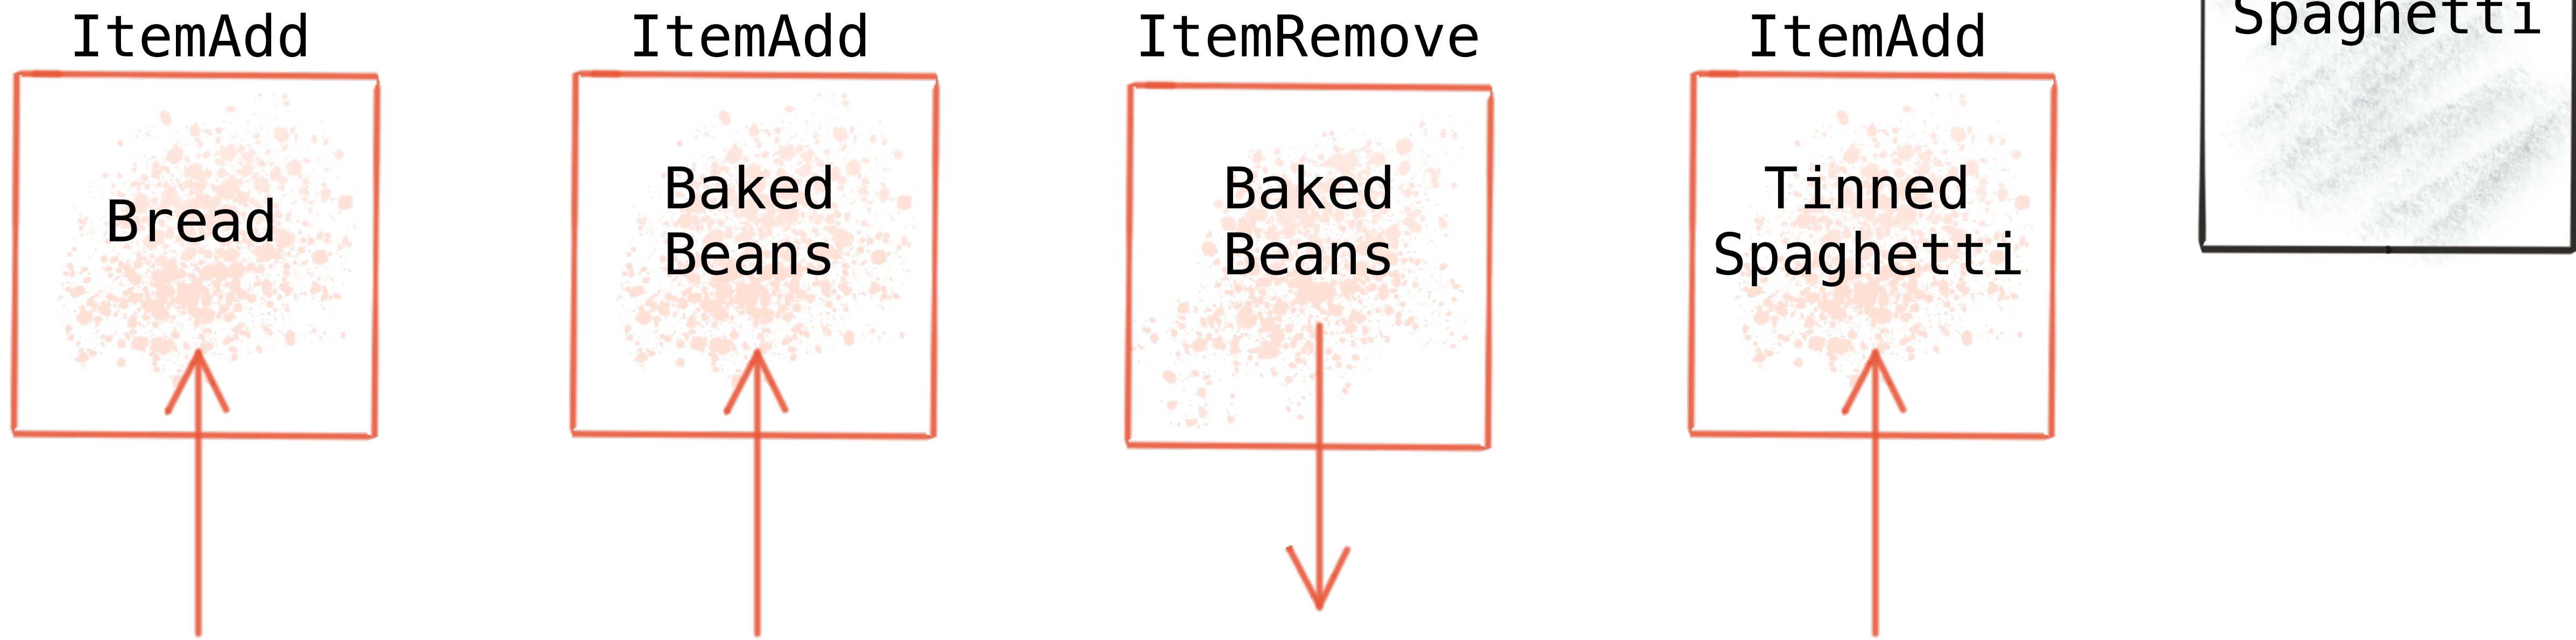 ItemAdd
Bread
ItemAdd
Baked
Beans
ItemRemove
Baked
Beans
ItemAdd
Tinned
Spaghetti
Spaghetti